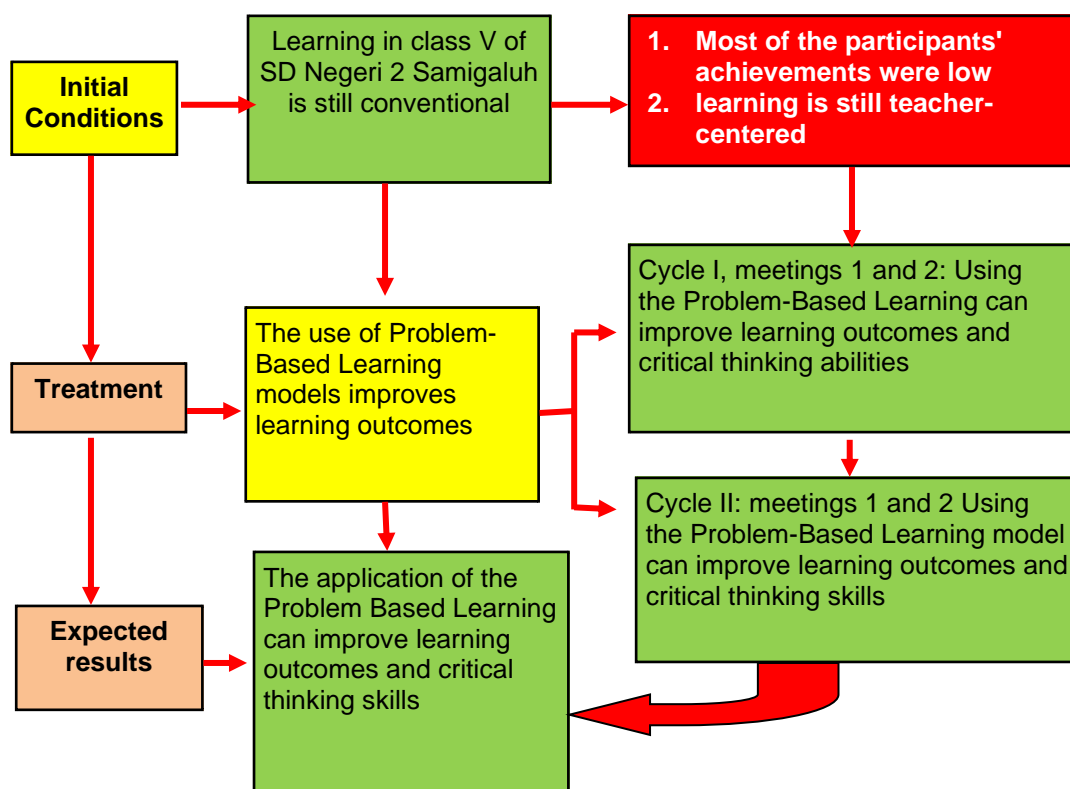 Initial
Conditions
Learning in class V of
SD Negeri 2 Samigaluh
is still conventional
1. Most of the participants'
achievements were low
2. learning is still teacher-
centered
Treatment
The use of Problem-
Based Learning
models improves
learning outcomes
Cycle I, meetings 1 and 2: Using
the Problem-Based Learning can
improve learning outcomes and
critical thinking abilities
Cycle II: meetings 1 and 2 Using
the Problem-Based Learning model
can improve learning outcomes and
critical thinking skills
Expected
results
The application of the
Problem Based Learning
can improve learning
outcomes and critical
thinking skills